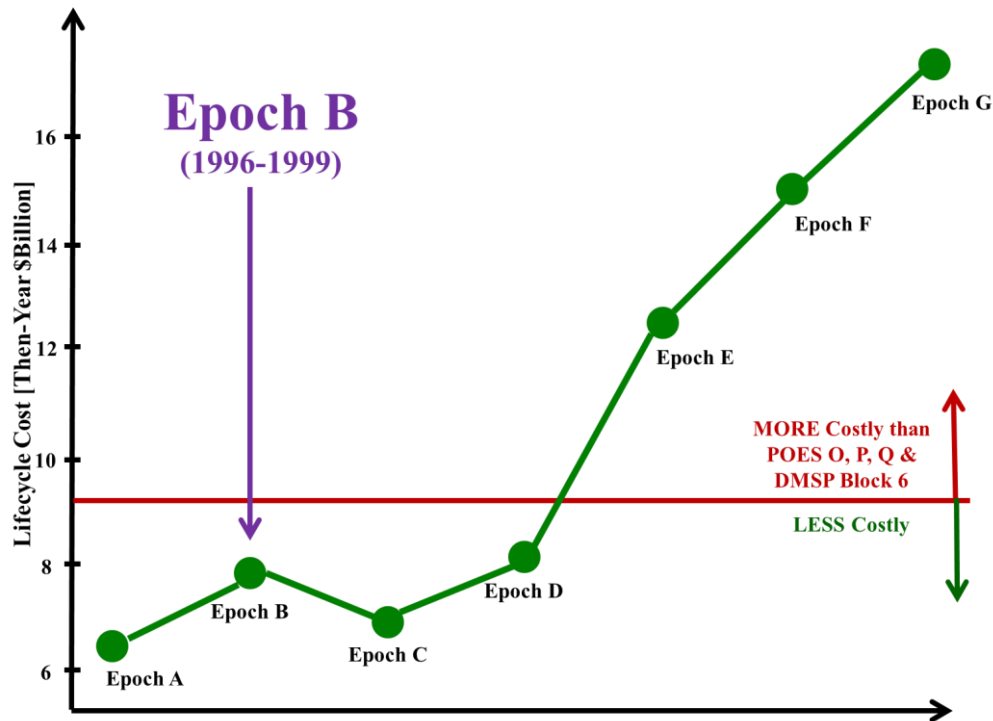 Epoch B
(1996-1999)
Lifecycle Cost [Then-Year $Billion]
16
14
12
10
8
6
Epoch A
Epoch B
Epoch C
Epoch D
Epoch E
Epoch F
Epoch G
MORE Costly than
POES O, P, Q &
DMSP Block 6
LESS Costly